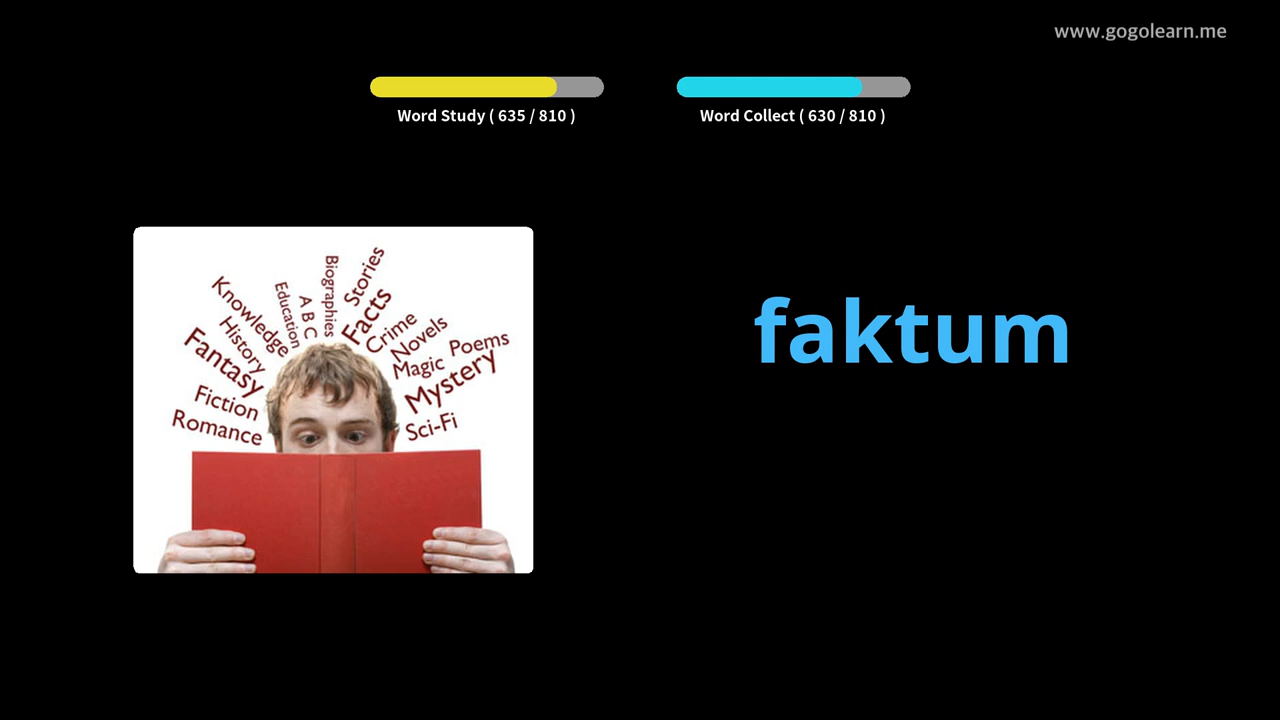 www.gogolearn.me
Word Study ( 635 / 810 )
Word Collect ( 630 / 810 )
faktum
Romance
Fiction
Fantasy
History
Knowledge
Education
A B C
Biographies
Stories
Facts
Crime
Novels
Magic
Poems
Mystery
Sci-Fi